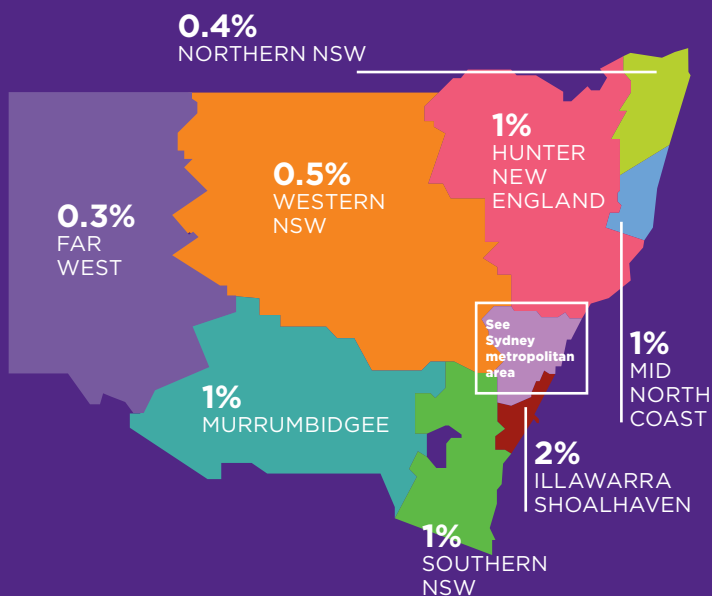 0.4%
NORTHERN NSW
1%
HUNTER
NEW
ENGLAND
0.5%
WESTERN
NSW
0.3%
FAR
WEST
See
Sydney
metropolitan
area
1%
MID
NORTH
COAST
1%
MURRUMBIDGEE
2%
ILLAWARRA
SHOALHAVEN
1%
SOUTHERN
NSW